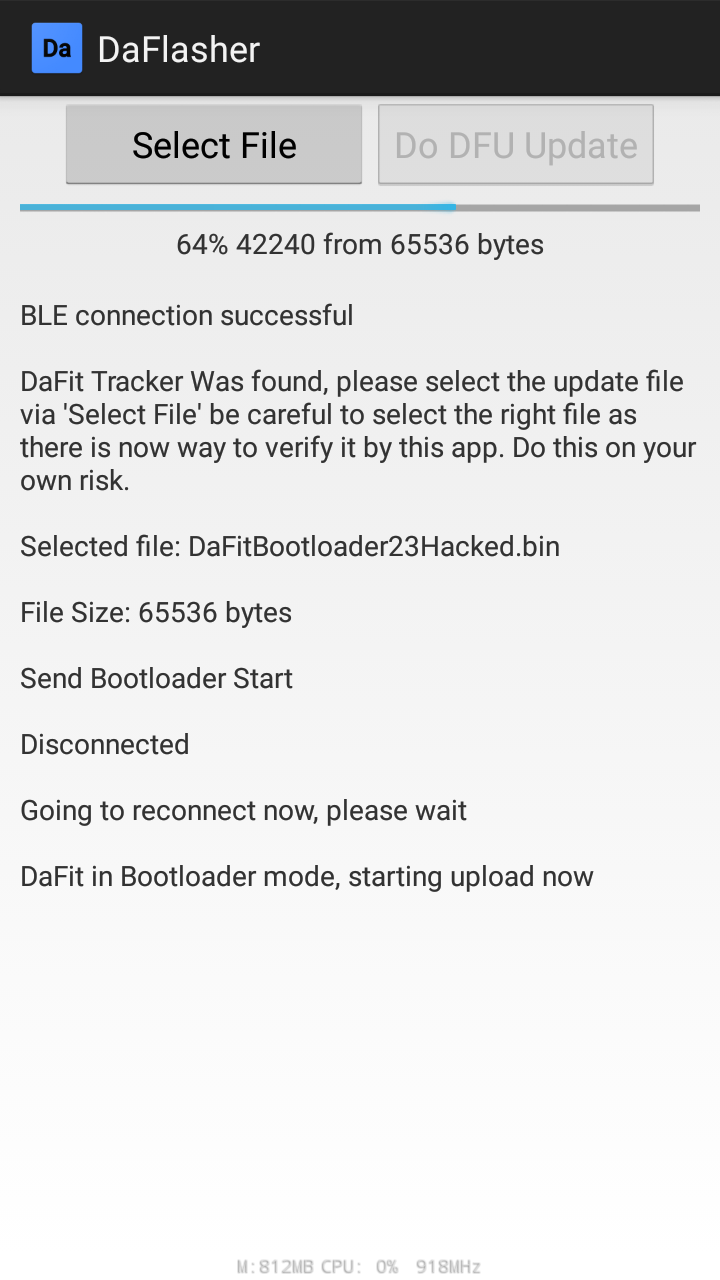 Da DaFlasher
Select File Do DFU Update
64% 42240 from 65536 bytes
BLE connection successful
DaFit Tracker Was found, please select the update file
via 'Select File' be careful to select the right file as
there is now way to verify it by this app. Do this on your
own risk.
Selected file: DaFitBootloader23Hacked.bin
File Size: 65536 bytes
Send Bootloader Start
Disconnected
Going to reconnect now, please wait
DaFit in Bootloader mode, starting upload now
M:812MB CPU: 0% 918MHz